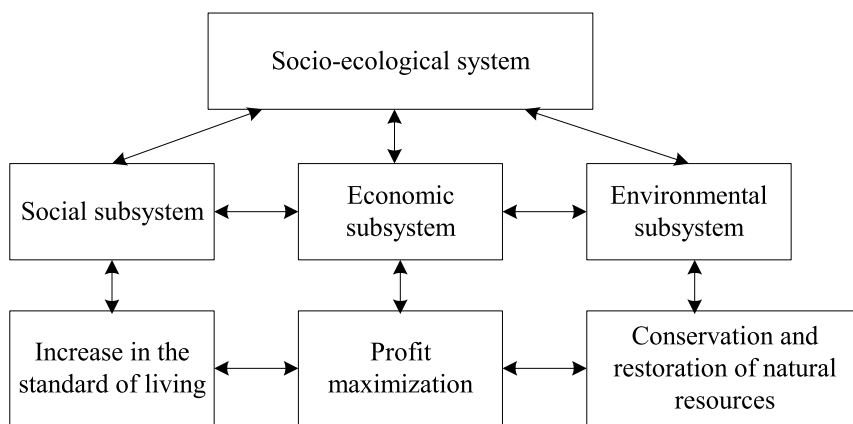 Socio-ecological system
Social subsystem
Economic
subsystem
Environmental
subsystem
Increase in the
standard of living
Profit
maximization
Conservation and
restoration of natural
resources